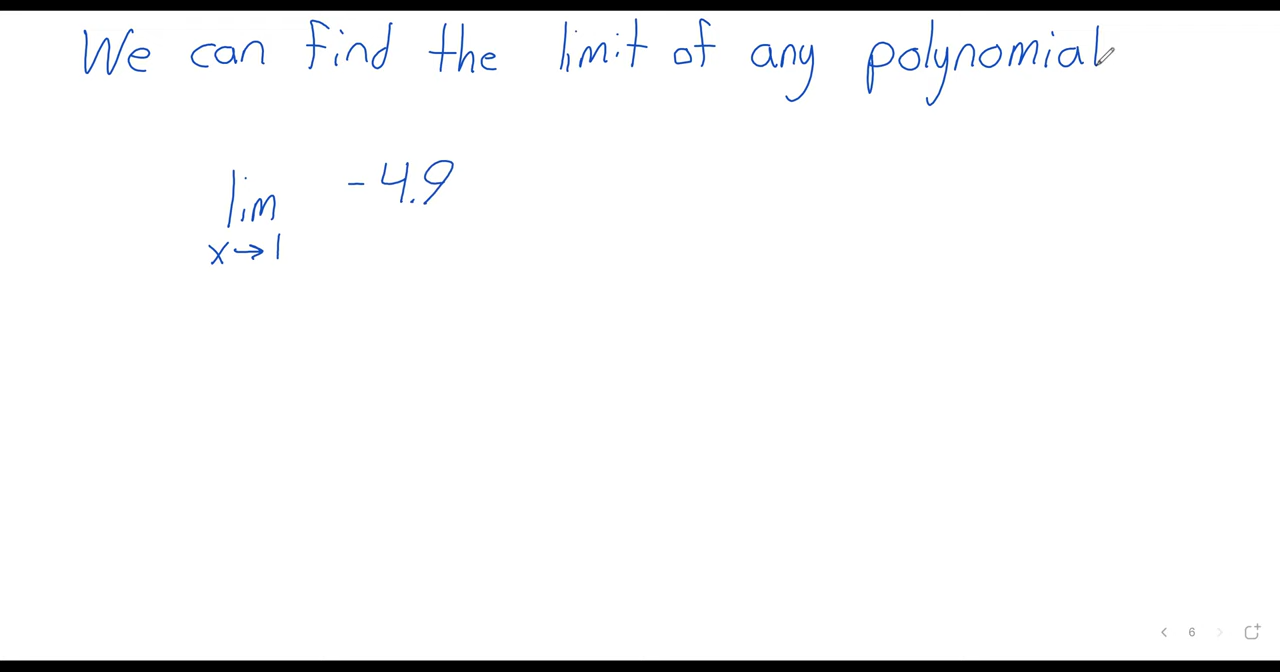 We can find the limit of any polynomial
lim -4.9
x→1
6